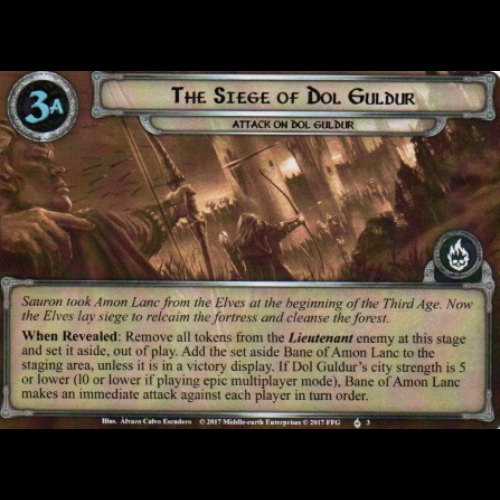 3A
THE SIEGE OF DOL GULDUR
ATTACK ON DOL GULDUR
Sauron took Amon Lanc from the Elves at the beginning of the Third Age. Now
the Elves lay siege to relcaim the fortress and cleanse the forest.
When Revealed: Remove all tokens from the Lieutenant enemy at this stage
and set it aside, out of play. Add the set aside Bane of Amon Lanc to the
staging area, unless it is in a victory display. If Dol Guldur's city strength is 5
or lower (10 or lower if playing epic multiplayer mode), Bane of Amon Lanc
makes an immediate attack against each player in turn order.
Illus. Álvaro Calvo Escudero © 2017 Middle-earth Enterprises © 2017 FFG 3